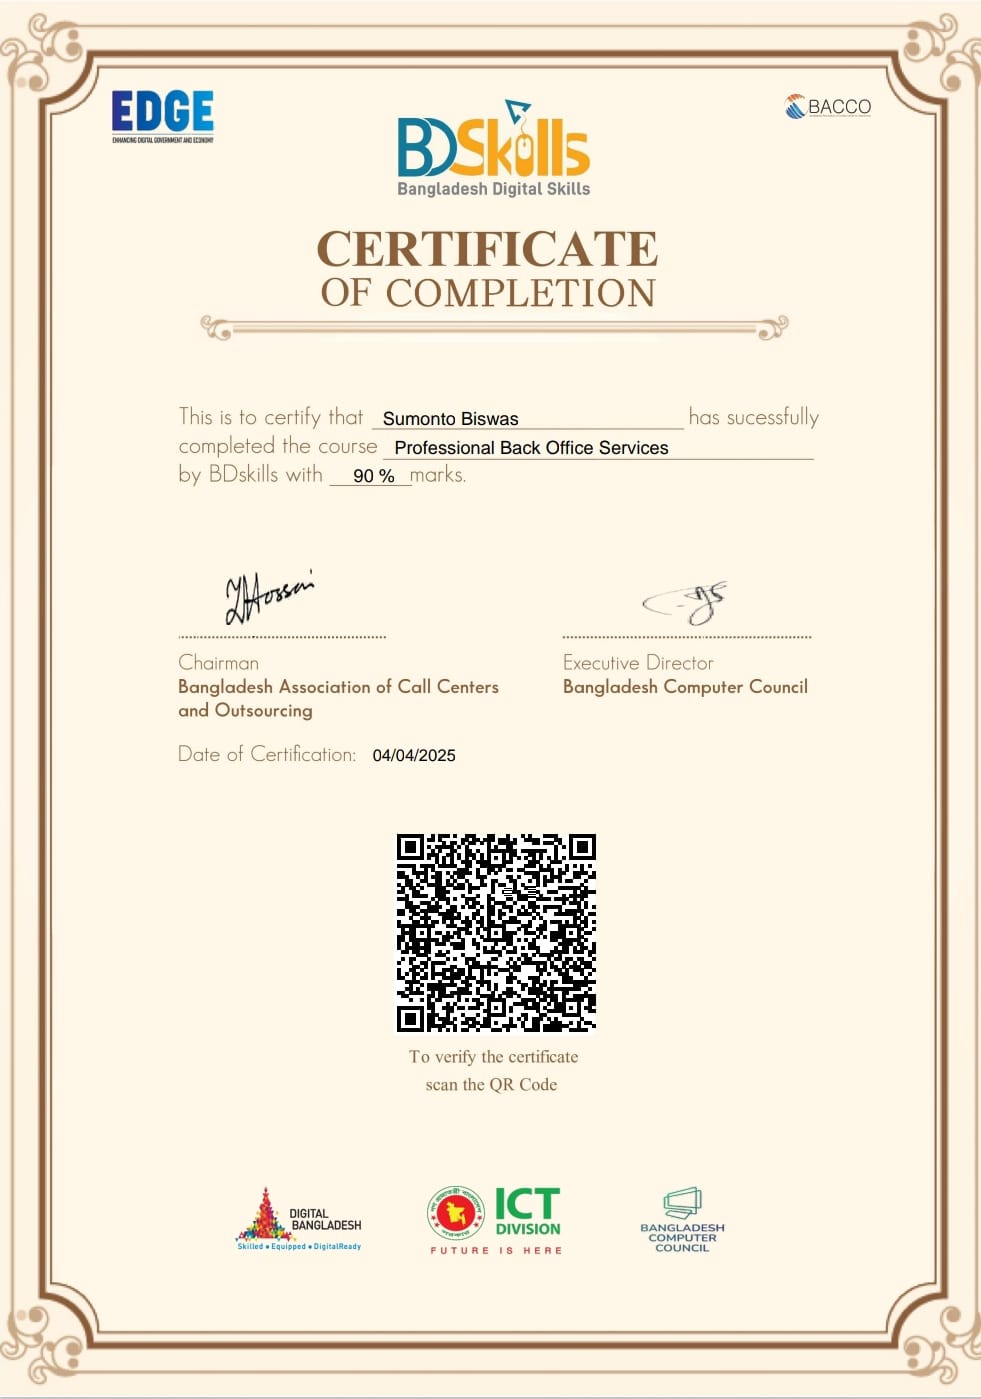 EDGE
ENHANCING DIGITAL GOVERNMENT AND ECONOMY
BDSkills
Bangladesh Digital Skills
BACCO
CERTIFICATE
OF COMPLETION
This is to certify that Sumonto Biswas has sucessfully
completed the course Professional Back Office Services
by BDskills with 90 % marks.
Chairman
Bangladesh Association of Call Centers
and Outsourcing
Executive Director
Bangladesh Computer Council
Date of Certification: 04/04/2025
To verify the certificate
scan the QR Code
DIGITAL
BANGLADESH
Skilled • Equipped • DigitalReady
ICT
DIVISION
FUTURE IS HERE
BANGLADESH
COMPUTER
COUNCIL